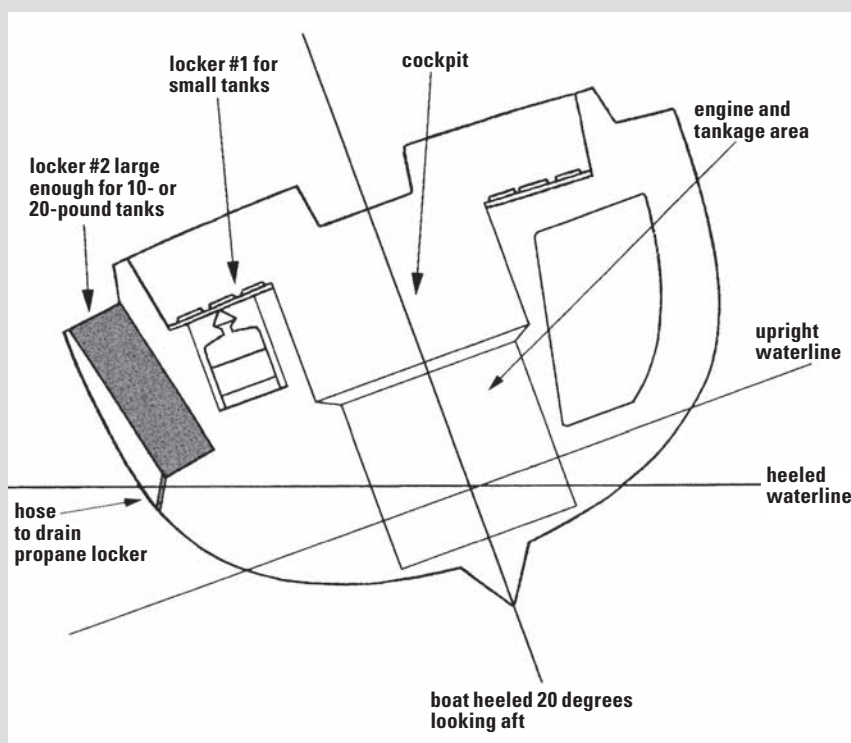 locker #1 for
small tanks
cockpit
engine and
tankage area
locker #2 large
enough for 10- or
20-pound tanks
upright
waterline
heeled
waterline
hose
to drain
propane locker
boat heeled 20 degrees
looking aft